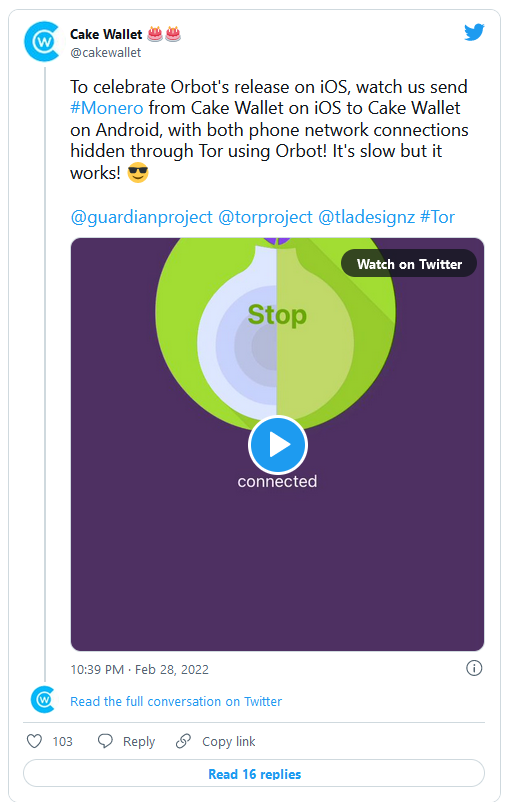 Cake Wallet 🎂🎂
@cakewallet
To celebrate Orbot's release on iOS, watch us send
#Monero from Cake Wallet on iOS to Cake Wallet
on Android, with both phone network connections
hidden through Tor using Orbot! It's slow but it
works! 😎
@guardianproject @torproject @tladesignz #Tor
Watch on Twitter
Stop
connected
10:39 PM · Feb 28, 2022
Read the full conversation on Twitter
103 Reply Copy link
Read 16 replies